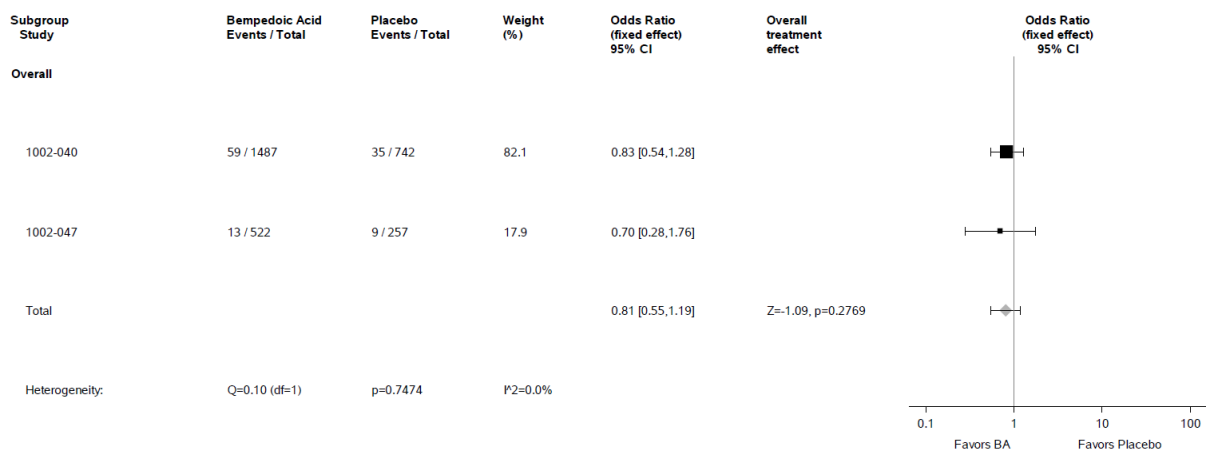 Subgroup
Study
Bempedoic Acid
Events / Total
Placebo
Events / Total
Weight
(%)
Odds Ratio
(fixed effect)
95% CI
Overall
treatment
effect
Odds Ratio
(fixed effect)
95% CI
Overall
1002-040 59 / 1487 35 / 742 82.1 0.83 [0.54,1.28]
1002-047 13 / 522 9 / 257 17.9 0.70 [0.28,1.76]
Total 0.81 [0.55,1.19] Z=-1.09, p=0.2769
Heterogeneity: Q=0.10 (df=1) p=0.7474 I^2=0.0%
0.1 1 10 100
Favors BA Favors Placebo